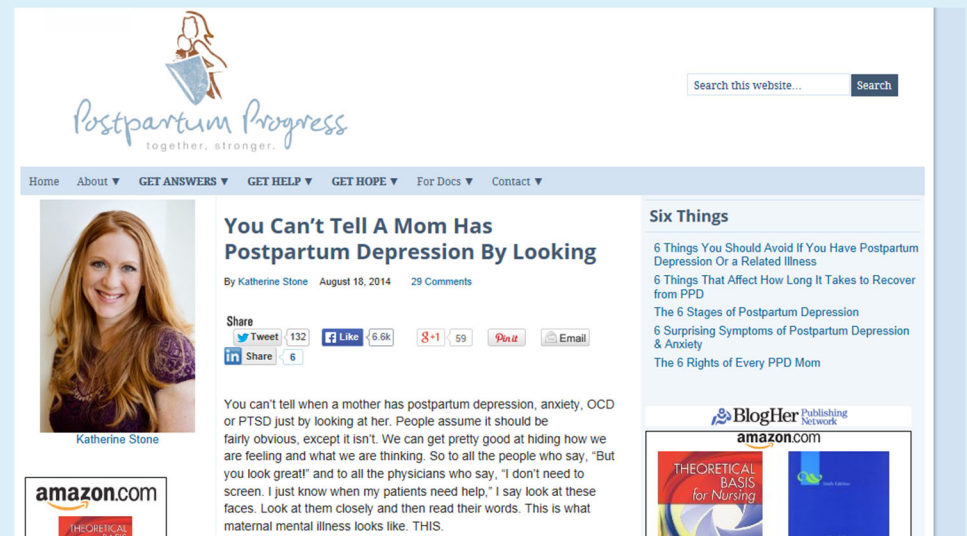 Postpartum Progress
together, stronger.
Search this website...
Search
Home
About ▼
GET ANSWERS ▼
GET HELP ▼
GET HOPE ▼
For Docs ▼
Contact ▼
Katherine Stone
amazon.com
THEORETICAL
BASIS
You Can't Tell A Mom Has
Postpartum Depression By Looking
By Katherine Stone August 18, 2014 29 Comments
Share
Tweet 132
Like 6.6k
g+1 59
Pin it
Email
in Share 6
You can't tell when a mother has postpartum depression, anxiety, OCD
or PTSD just by looking at her. People assume it should be
fairly obvious, except it isn't. We can get pretty good at hiding how we
are feeling and what we are thinking. So to all the people who say, "But
you look great!" and to all the physicians who say, "I don't need to
screen. I just know when my patients need help," I say look at these
faces. Look at them closely and then read their words. This is what
maternal mental illness looks like. THIS.
Six Things
6 Things You Should Avoid If You Have Postpartum
Depression Or a Related Illness
6 Things That Affect How Long It Takes to Recover
from PPD
The 6 Stages of Postpartum Depression
6 Surprising Symptoms of Postpartum Depression
& Anxiety
The 6 Rights of Every PPD Mom
BlogHer Publishing
Network
amazon.com
THEORETICAL
BASIS
for Nursing
Sixth Edition